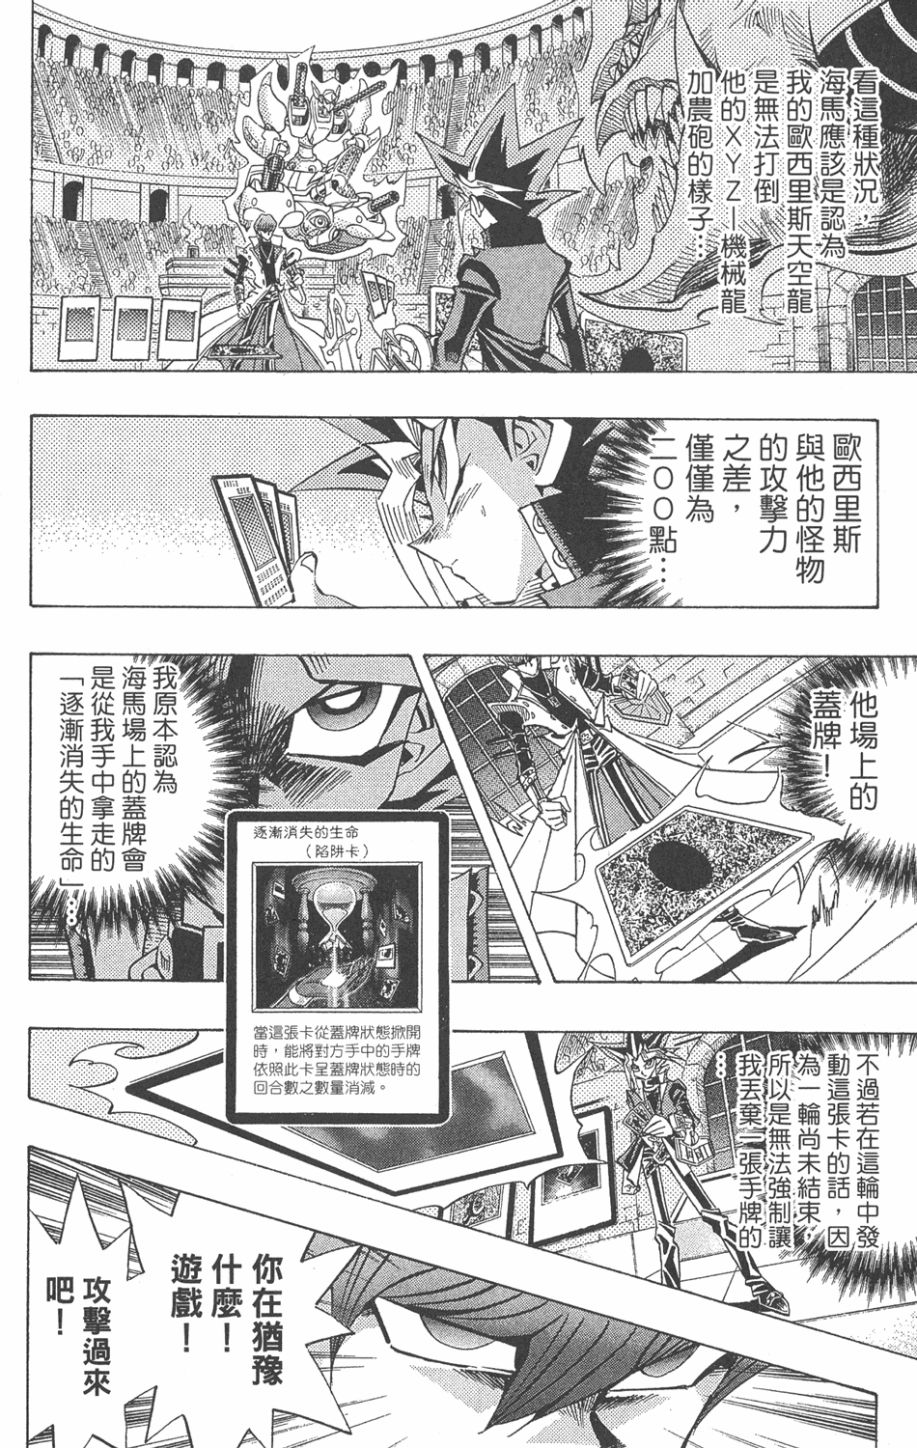 看這種狀況，
海馬應該是認為
我的歐西里斯天空龍
是無法打倒
他的XYZ—機械龍
加農砲的樣子…
歐西里斯
與他的怪物
的攻擊力
之差，
僅僅為
二００點…
他場上的
蓋牌！
我原本認為
海馬場上的蓋牌會
是從我手中拿走的
「逐漸消失的生命」…
逐漸消失的生命
（陷阱卡）
當這張卡從蓋牌狀態掀開
時，能將對方手中的手牌
依照此卡呈蓋牌狀態時的
回合數之數量消減。
不過若在這輪中發
動這張卡的話，因
為一輪尚未結束，
所以是無法強制讓
我丟棄一張手牌的
…
你在猶豫
什麼！
遊戲！
攻擊過來
吧！